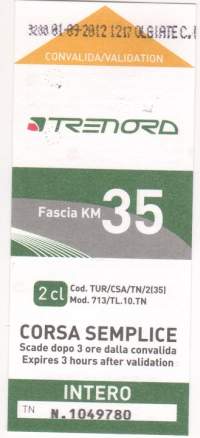 3200 01-09-2012 1217 OLGIATE C.
CONVALIDA/VALIDATION
TRENORD
Fascia KM 35
2 cl
Cod. TUR/CSA/TN/2(35)
Mod. 713/TL.10.TN
CORSA SEMPLICE
Scade dopo 3 ore dalla convalida
Expires 3 hours after validation
INTERO
TN N.1049780